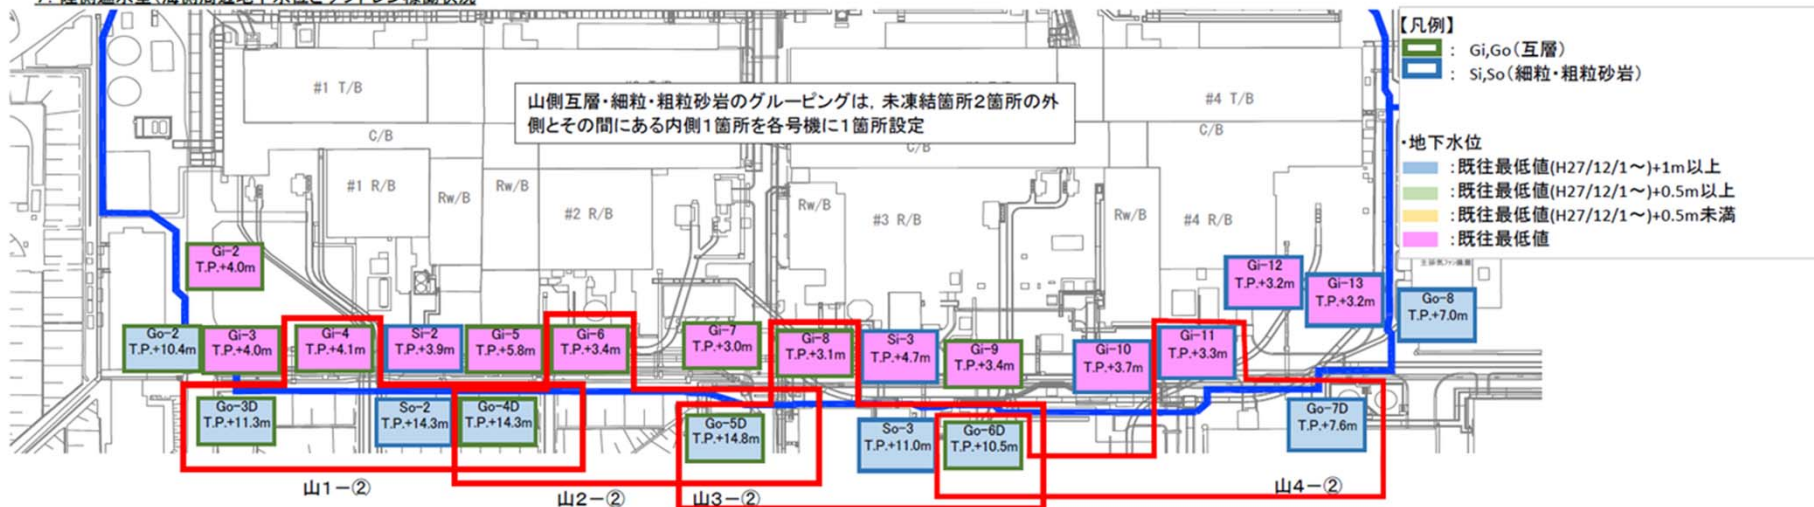 【凡例】
： Gi,Go（互層）
： Si,So（細粒・粗粒砂岩）
・地下水位
：既往最低値(H27/12/1～)+1m以上
：既往最低値(H27/12/1～)+0.5m以上
：既往最低値(H27/12/1～)+0.5m未満
：既往最低値
#1 T/B
#4 T/B
山側互層・細粒・粗粒砂岩のグルーピングは，未凍結箇所２箇所の外
側とその間にある内側１箇所を各号機に１箇所設定
C/B
C/B
C/B
#1 R/B
Rw/B
Rw/B
#2 R/B
Rw/B
#3 R/B
Rw/B
#4 R/B
Gi-2
T.P.+4.0m
Gi-12
T.P.+3.2m
Gi-13
T.P.+3.2m
Go-8
T.P.+7.0m
Go-2
T.P.+10.4m
Gi-3
T.P.+4.0m
Gi-4
T.P.+4.1m
Si-2
T.P.+3.9m
Gi-5
T.P.+5.8m
Gi-6
T.P.+3.4m
Gi-7
T.P.+3.0m
Gi-8
T.P.+3.1m
Si-3
T.P.+4.7m
Gi-9
T.P.+3.4m
Gi-10
T.P.+3.7m
Gi-11
T.P.+3.3m
Go-3D
T.P.+11.3m
So-2
T.P.+14.3m
Go-4D
T.P.+14.3m
Go-5D
T.P.+14.8m
So-3
T.P.+11.0m
Go-6D
T.P.+10.5m
Go-7D
T.P.+7.6m
山１－②
山２－②
山３－②
山４－②